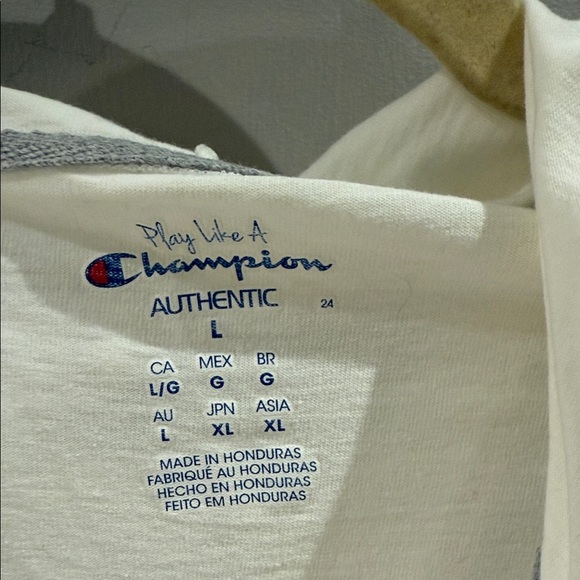 Play Like A
Champion
AUTHENTIC 24
L
CA MEX BR
L/G G G
AU JPN ASIA
L XL XL
MADE IN HONDURAS
FABRIQUÉ AU HONDURAS
HECHO EN HONDURAS
FEITO EM HONDURAS